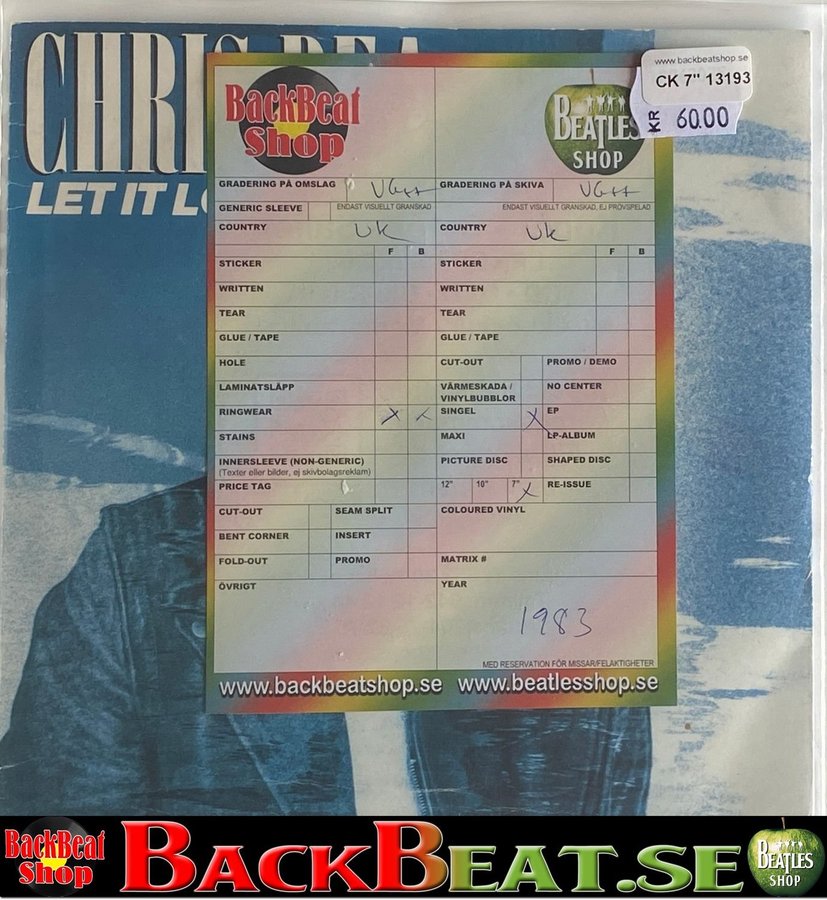 CHRIS REA
LET IT LO
www.backbeatshop.se
CK 7" 13193
KR 60.00
BackBeat Shop
BEATLES SHOP
GRADERING PÅ OMSLAG VG++
GRADERING PÅ SKIVA VG++
GENERIC SLEEVE
ENDAST VISUELLT GRANSKAD
ENDAST VISUELLT GRANSKAD, EJ PROVSPELAD
COUNTRY UK
COUNTRY UK
F B
F B
STICKER
STICKER
WRITTEN
WRITTEN
TEAR
TEAR
GLUE / TAPE
GLUE / TAPE
HOLE
CUT-OUT
PROMO / DEMO
LAMINATSLÄPP
VÄRMESKADA /
VINYLBUBBLOR
NO CENTER
RINGWEAR X X
SINGEL X
EP
STAINS
MAXI
LP-ALBUM
INNERSLEEVE (NON-GENERIC)
(Texter eller bilder, ej skivbolagsreklam)
PICTURE DISC
SHAPED DISC
PRICE TAG
12" 10" 7" X
RE-ISSUE
CUT-OUT
SEAM SPLIT
COLOURED VINYL
BENT CORNER
INSERT
FOLD-OUT
PROMO
MATRIX #
ÖVRIGT
YEAR
1983
MED RESERVATION FÖR MISSAR/FELAKTIGHETER
www.backbeatshop.se www.beatlesshop.se
BackBeat Shop
BACKBEAT.SE
BEATLES SHOP